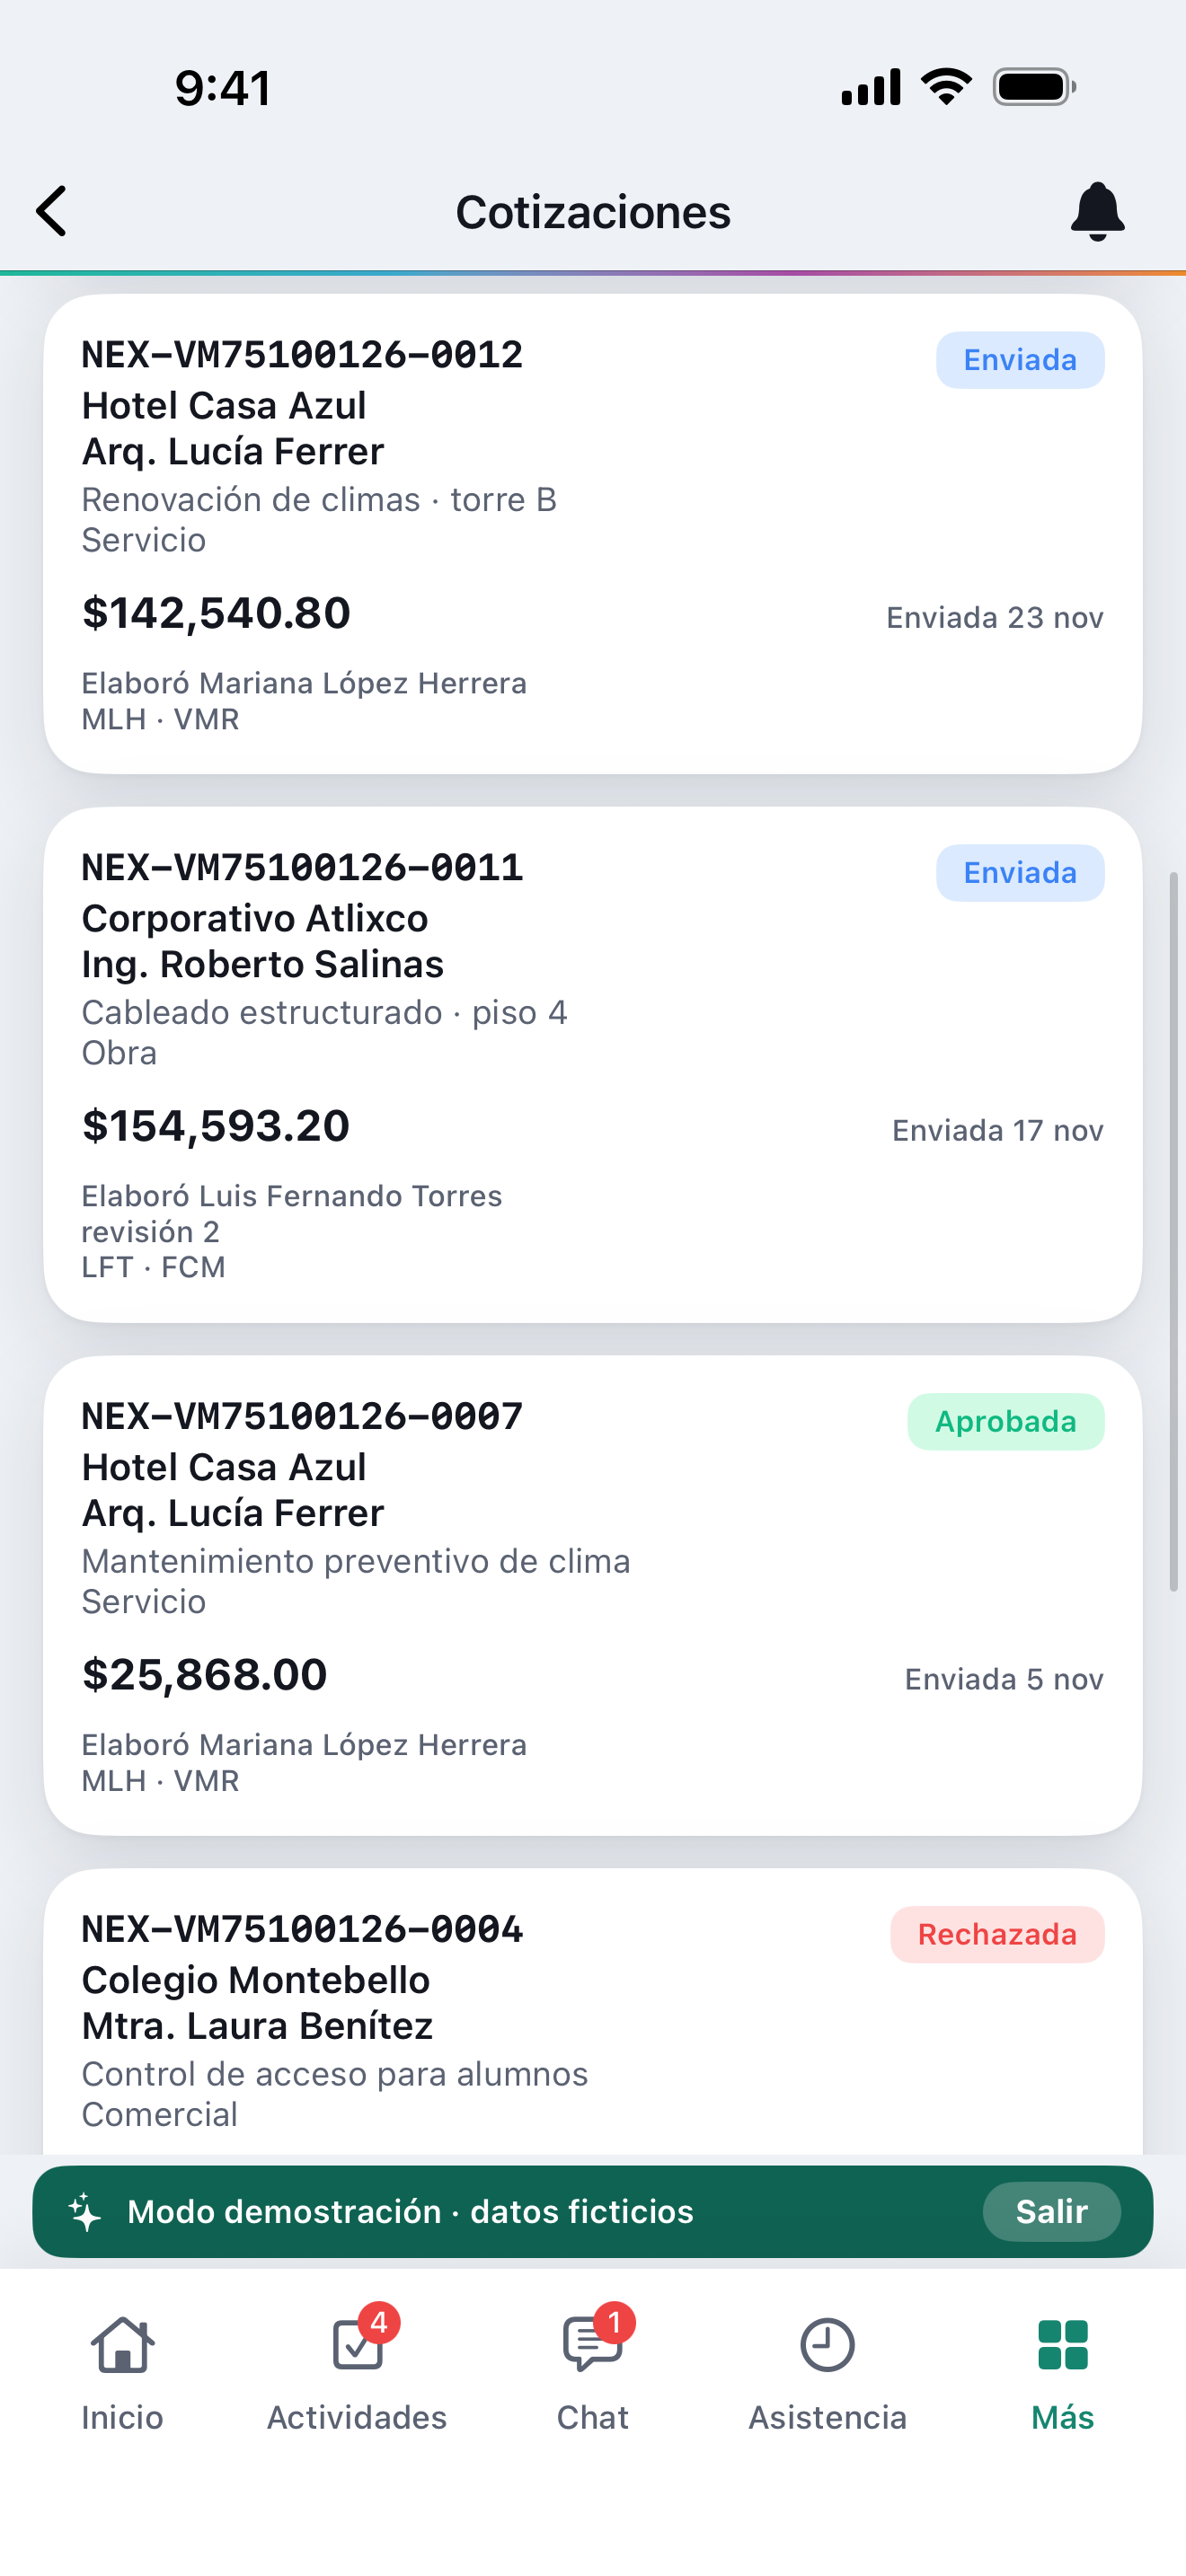 9:41
Cotizaciones
NEX-VM75100126-0012
Enviada
Hotel Casa Azul
Arq. Lucía Ferrer
Renovación de climas · torre B
Servicio
$142,540.80
Enviada 23 nov
Elaboró Mariana López Herrera
MLH · VMR
NEX-VM75100126-0011
Enviada
Corporativo Atlixco
Ing. Roberto Salinas
Cableado estructurado · piso 4
Obra
$154,593.20
Enviada 17 nov
Elaboró Luis Fernando Torres
revisión 2
LFT · FCM
NEX-VM75100126-0007
Aprobada
Hotel Casa Azul
Arq. Lucía Ferrer
Mantenimiento preventivo de clima
Servicio
$25,868.00
Enviada 5 nov
Elaboró Mariana López Herrera
MLH · VMR
NEX-VM75100126-0004
Rechazada
Colegio Montebello
Mtra. Laura Benítez
Control de acceso para alumnos
Comercial
Modo demostración · datos ficticios
Salir
4
1
Inicio
Actividades
Chat
Asistencia
Más